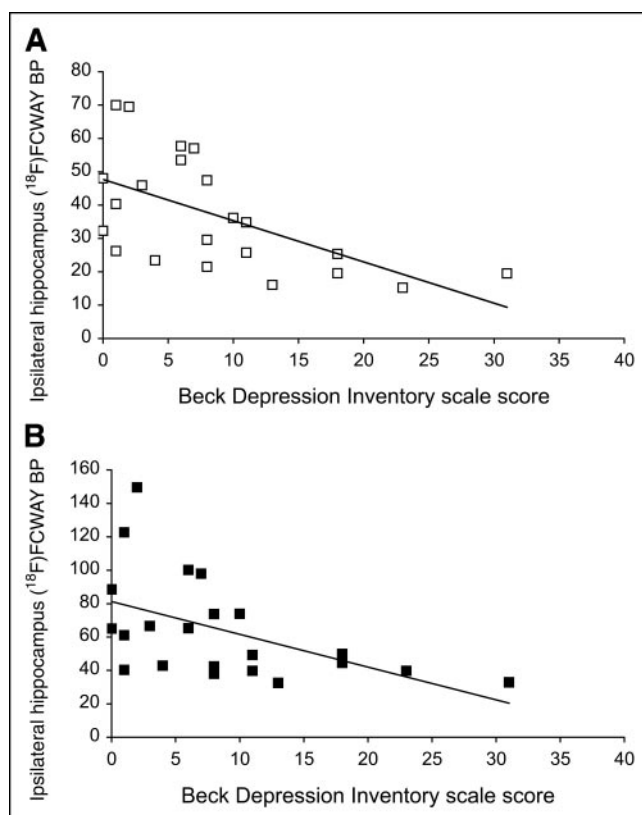 A
Ipsilateral hippocampus (¹⁸F)FCWAY BP
80
70
60
50
40
30
20
10
0
0 5 10 15 20 25 30 35 40
Beck Depression Inventory scale score
B
Ipsilateral hippocampus (¹⁸F)FCWAY BP
160
140
120
100
80
60
40
20
0
0 5 10 15 20 25 30 35 40
Beck Depression Inventory scale score